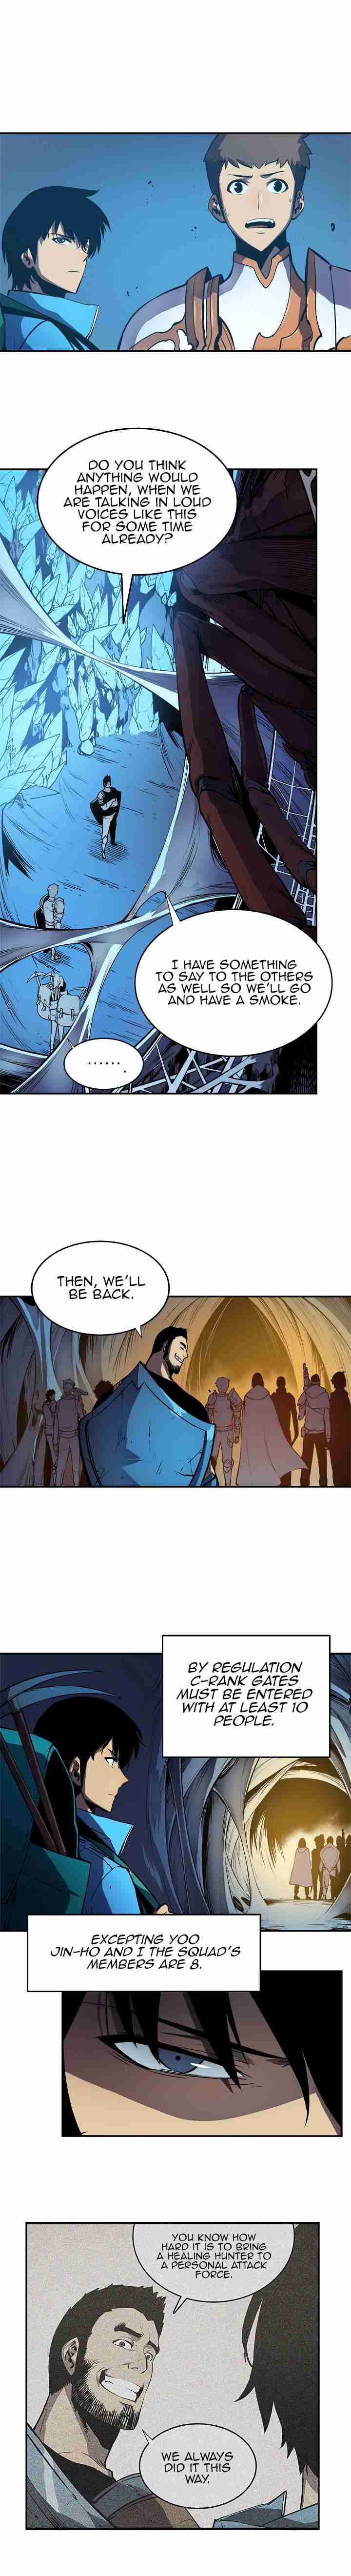 DO YOU THINK
ANYTHING WOULD
HAPPEN, WHEN WE
ARE TALKING IN LOUD
VOICES LIKE THIS
FOR SOME TIME
ALREADY?
I HAVE SOMETHING
TO SAY TO THE OTHERS
AS WELL SO WE'LL GO
AND HAVE A SMOKE.
...... .
THEN, WE'LL
BE BACK.
BY REGULATION
C-RANK GATES
MUST BE ENTERED
WITH AT LEAST 10
PEOPLE.
EXCEPTING YOO
JIN-HO AND I THE SQUAD'S
MEMBERS ARE 8.
YOU KNOW HOW
HARD IT IS TO BRING
A HEALING HUNTER TO
A PERSONAL ATTACK
FORCE.
WE ALWAYS
DID IT THIS
WAY.